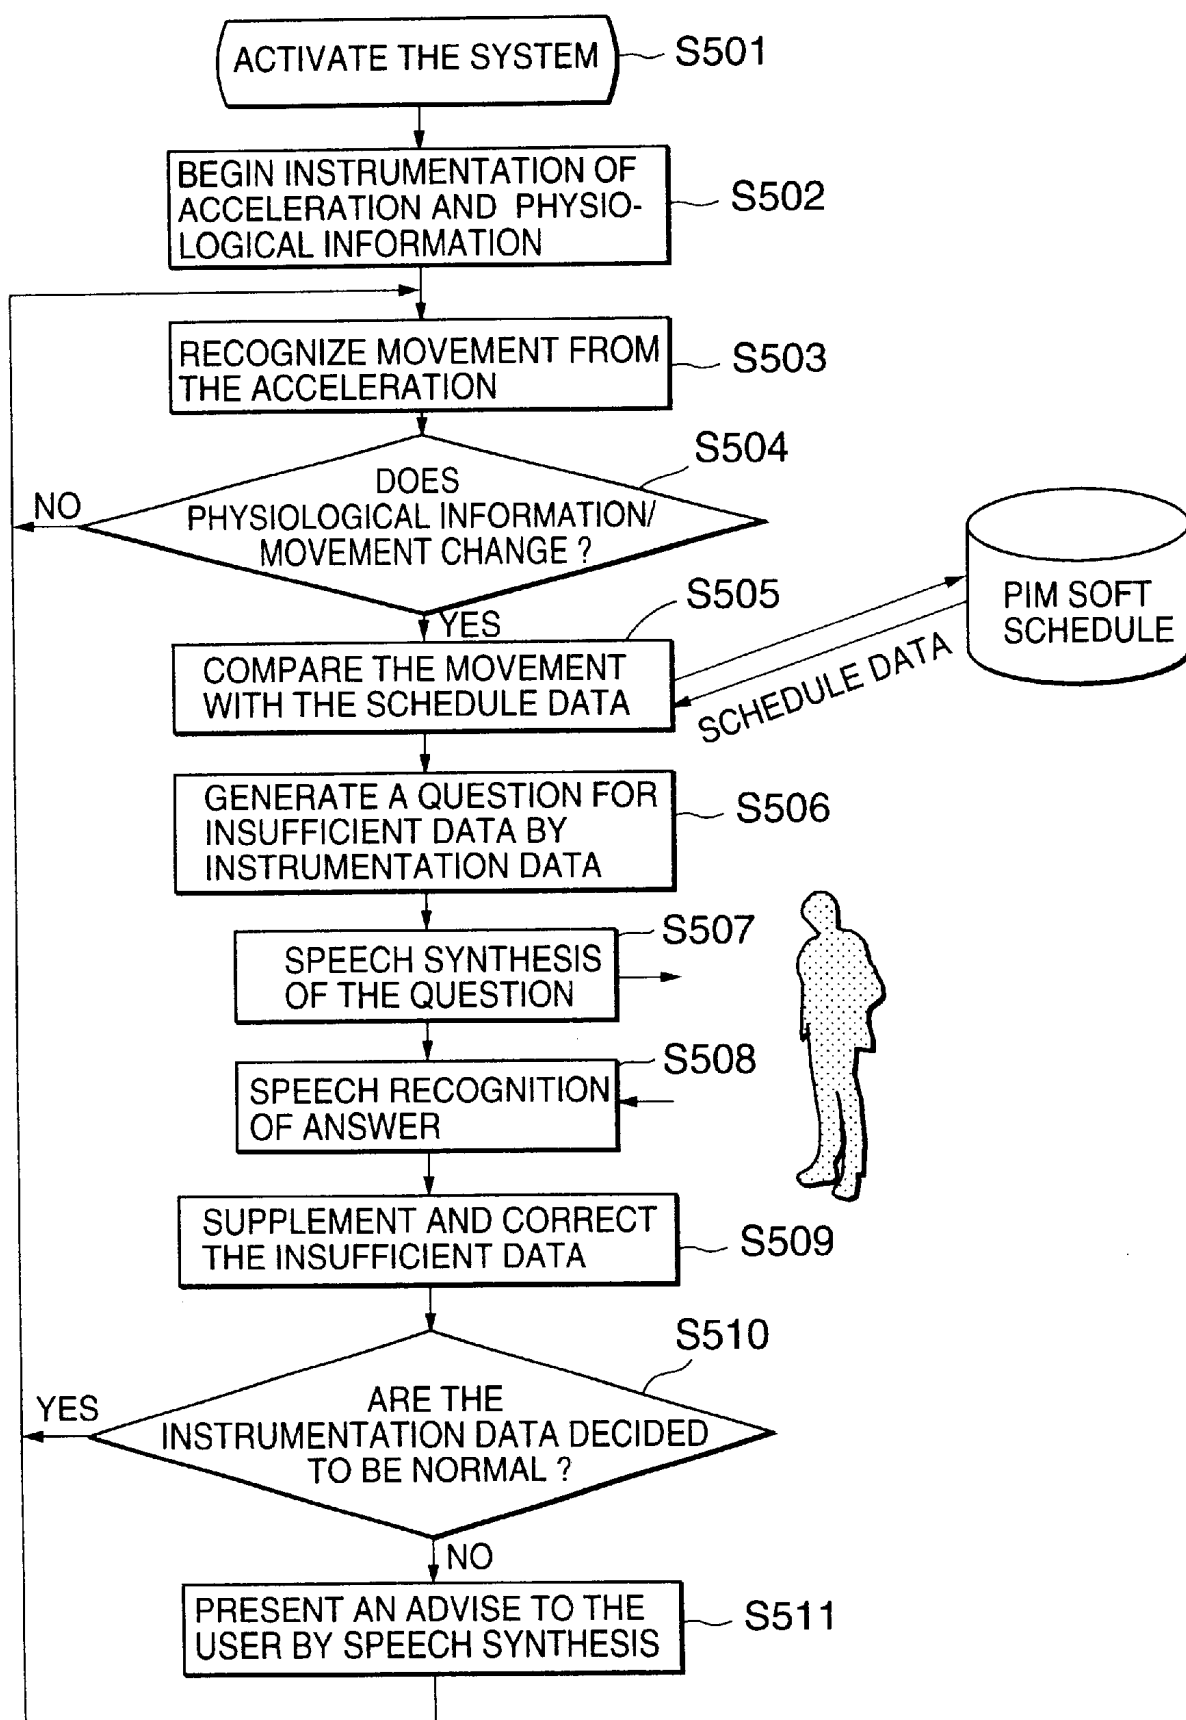 ACTIVATE THE SYSTEM
S501
BEGIN INSTRUMENTATION OF
ACCELERATION AND PHYSIO-
LOGICAL INFORMATION
S502
RECOGNIZE MOVEMENT FROM
THE ACCELERATION
S503
S504
DOES
PHYSIOLOGICAL INFORMATION/
MOVEMENT CHANGE ?
NO
YES
S505
COMPARE THE MOVEMENT
WITH THE SCHEDULE DATA
PIM SOFT
SCHEDULE
SCHEDULE DATA
GENERATE A QUESTION FOR
INSUFFICIENT DATA BY
INSTRUMENTATION DATA
S506
S507
SPEECH SYNTHESIS
OF THE QUESTION
S508
SPEECH RECOGNITION
OF ANSWER
SUPPLEMENT AND CORRECT
THE INSUFFICIENT DATA
S509
S510
ARE THE
INSTRUMENTATION DATA DECIDED
TO BE NORMAL ?
YES
NO
PRESENT AN ADVISE TO THE
USER BY SPEECH SYNTHESIS
S511